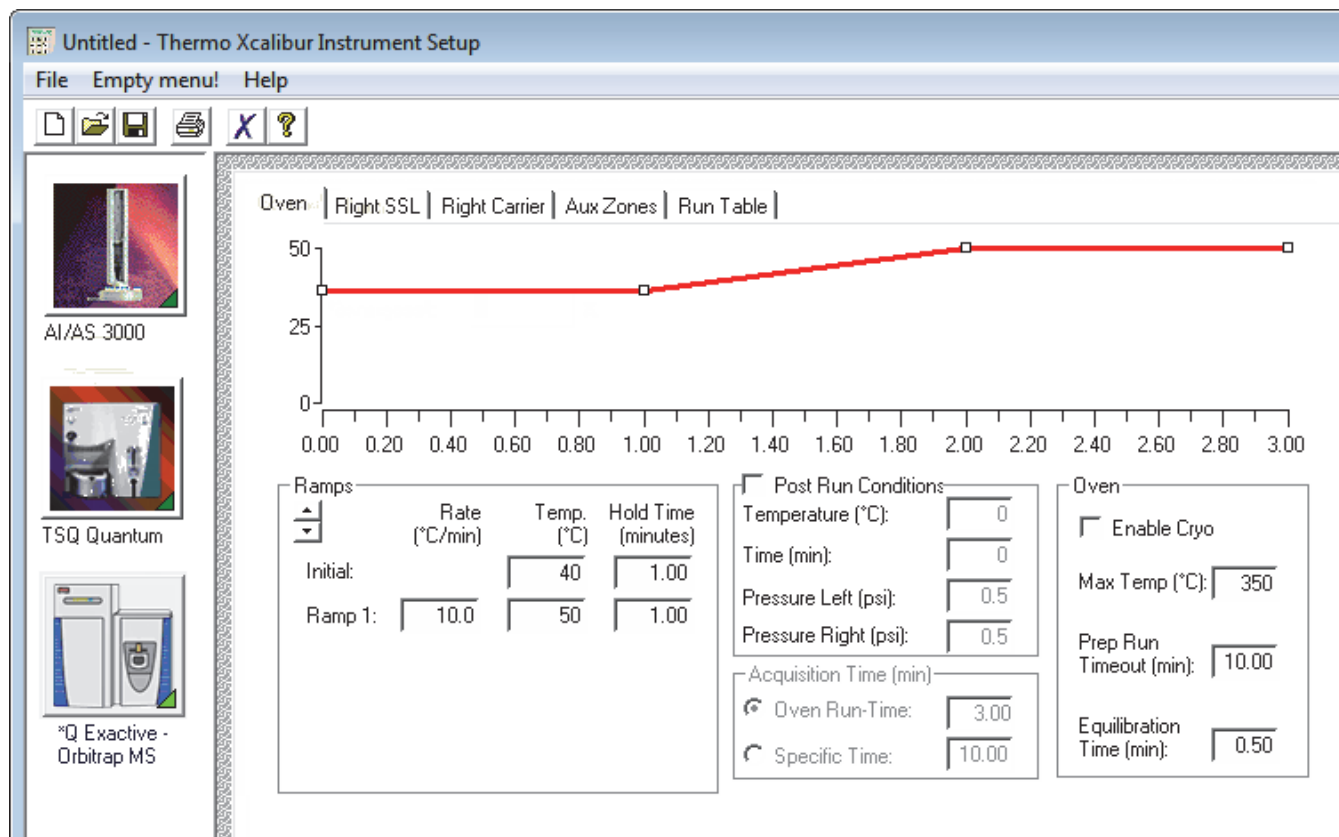 Untitled - Thermo Xcalibur Instrument Setup
File Empty menu! Help
AI/AS 3000
TSQ Quantum
*Q Exactive -
Orbitrap MS
Oven Right SSL Right Carrier Aux Zones Run Table
50
25
0
0.00 0.20 0.40 0.60 0.80 1.00 1.20 1.40 1.60 1.80 2.00 2.20 2.40 2.60 2.80 3.00
Ramps
Rate Temp. Hold Time
(°C/min) (°C) (minutes)
Initial: 40 1.00
Ramp 1: 10.0 50 1.00
Post Run Conditions
Temperature (°C): 0
Time (min): 0
Pressure Left (psi): 0.5
Pressure Right (psi): 0.5
Acquisition Time (min)
Oven Run-Time: 3.00
Specific Time: 10.00
Oven
Enable Cryo
Max Temp (°C): 350
Prep Run
Timeout (min): 10.00
Equilibration
Time (min): 0.50